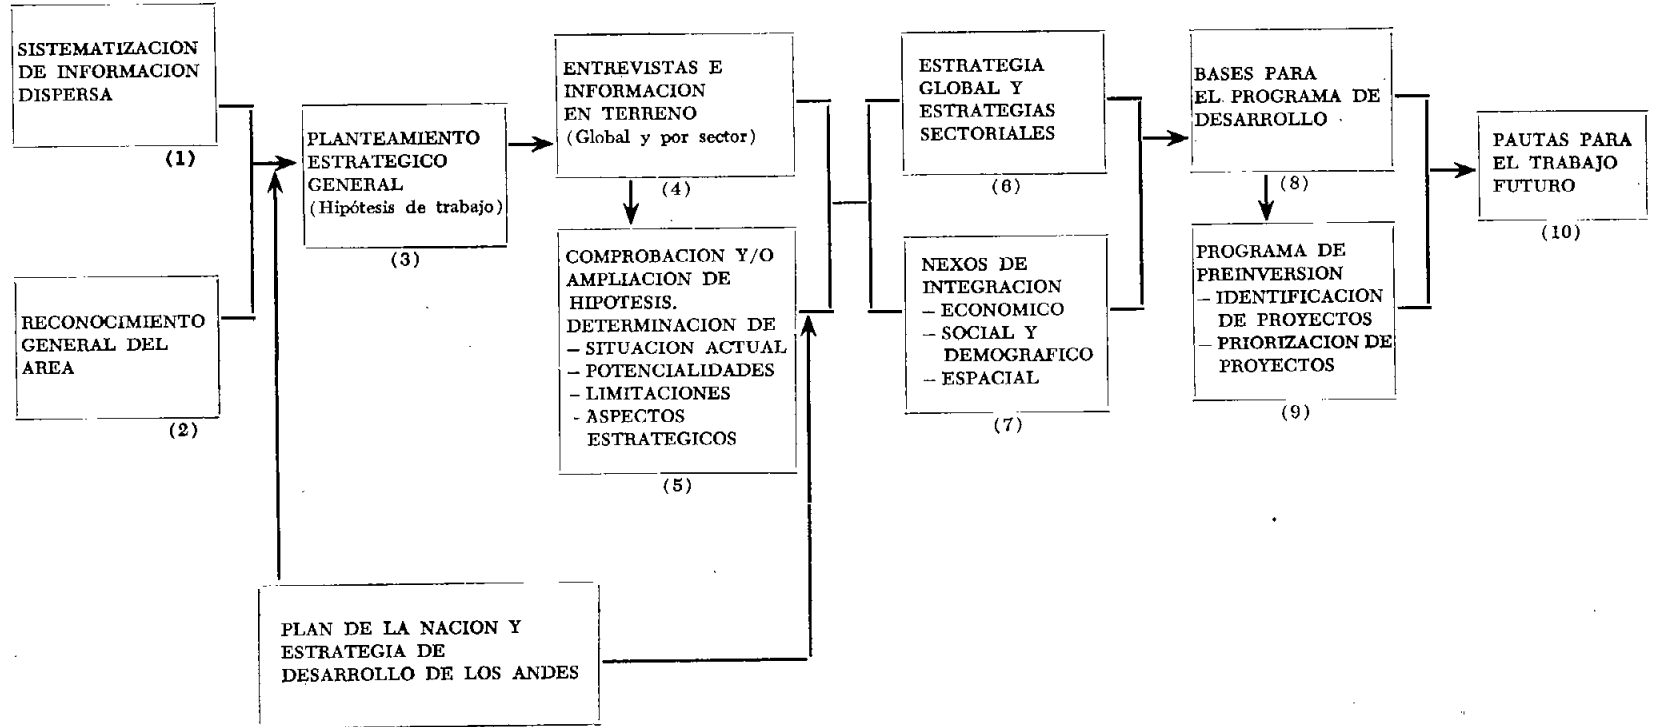 SISTEMATIZACION
DE INFORMACION
DISPERSA
(1)
RECONOCIMIENTO
GENERAL DEL
AREA
(2)
PLANTEAMIENTO
ESTRATEGICO
GENERAL
(Hipótesis de trabajo)
(3)
ENTREVISTAS E
INFORMACION
EN TERRENO
(Global y por sector)
(4)
COMPROBACION Y/O
AMPLIACION DE
HIPOTESIS.
DETERMINACION DE
– SITUACION ACTUAL
– POTENCIALIDADES
– LIMITACIONES
- ASPECTOS
ESTRATEGICOS
(5)
PLAN DE LA NACION Y
ESTRATEGIA DE
DESARROLLO DE LOS ANDES
ESTRATEGIA
GLOBAL Y
ESTRATEGIAS
SECTORIALES
(6)
NEXOS DE
INTEGRACION
– ECONOMICO
– SOCIAL Y
DEMOGRAFICO
– ESPACIAL
(7)
BASES PARA
EL PROGRAMA DE
DESARROLLO
(8)
PROGRAMA DE
PREINVERSION
– IDENTIFICACION
DE PROYECTOS
– PRIORIZACION DE
PROYECTOS
(9)
PAUTAS PARA
EL TRABAJO
FUTURO
(10)